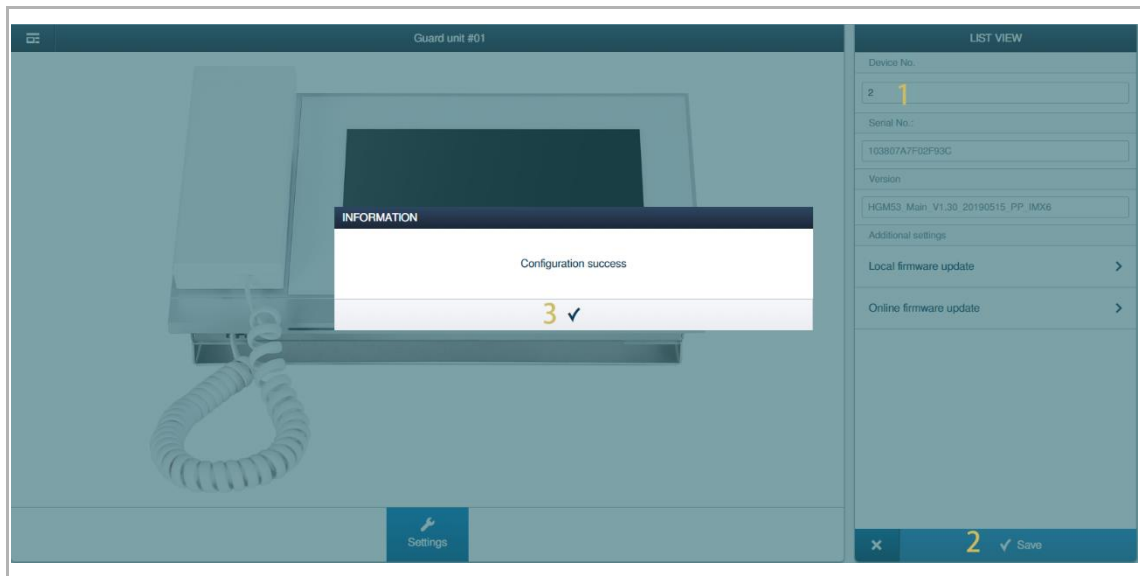 Guard unit #01
LIST VIEW
Device No.
2
1
Serial No.:
103807A7F02F93C
Version
HGM53_Main_V1.30_20190515_PP_IMX6
Additional settings
Local firmware update
Online firmware update
INFORMATION
Configuration success
3
Settings
2
Save